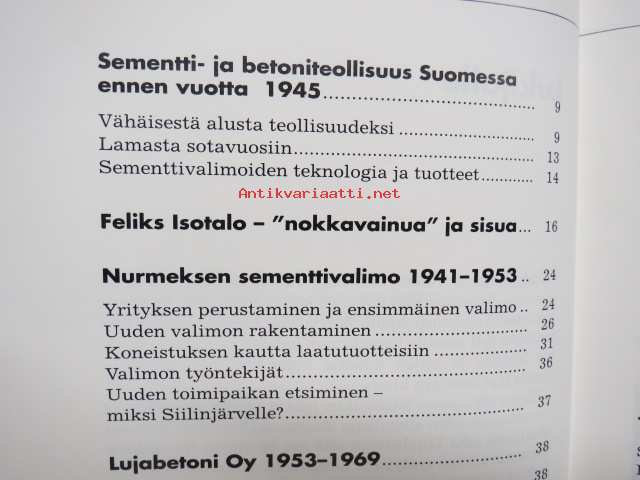 Sementti- ja betoniteollisuus Suomessa
ennen vuotta 1945 9
Vähäisestä alusta teollisuudeksi 9
Lamasta sotavuosiin 13
Sementtivalimoiden teknologia ja tuotteet 14
Antikvariaatti.net
Feliks Isotalo – ”nokkavainua” ja sisua 16
Nurmeksen sementtivalimo 1941–1953 24
Yrityksen perustaminen ja ensimmäinen valimo 24
Uuden valimon rakentaminen 26
Koneistuksen kautta laatutuotteisiin 31
Valimon työntekijät 36
Uuden toimipaikan etsiminen –
miksi Siilinjärvelle? 37
Lujabetoni Oy 1953–1969 38
38